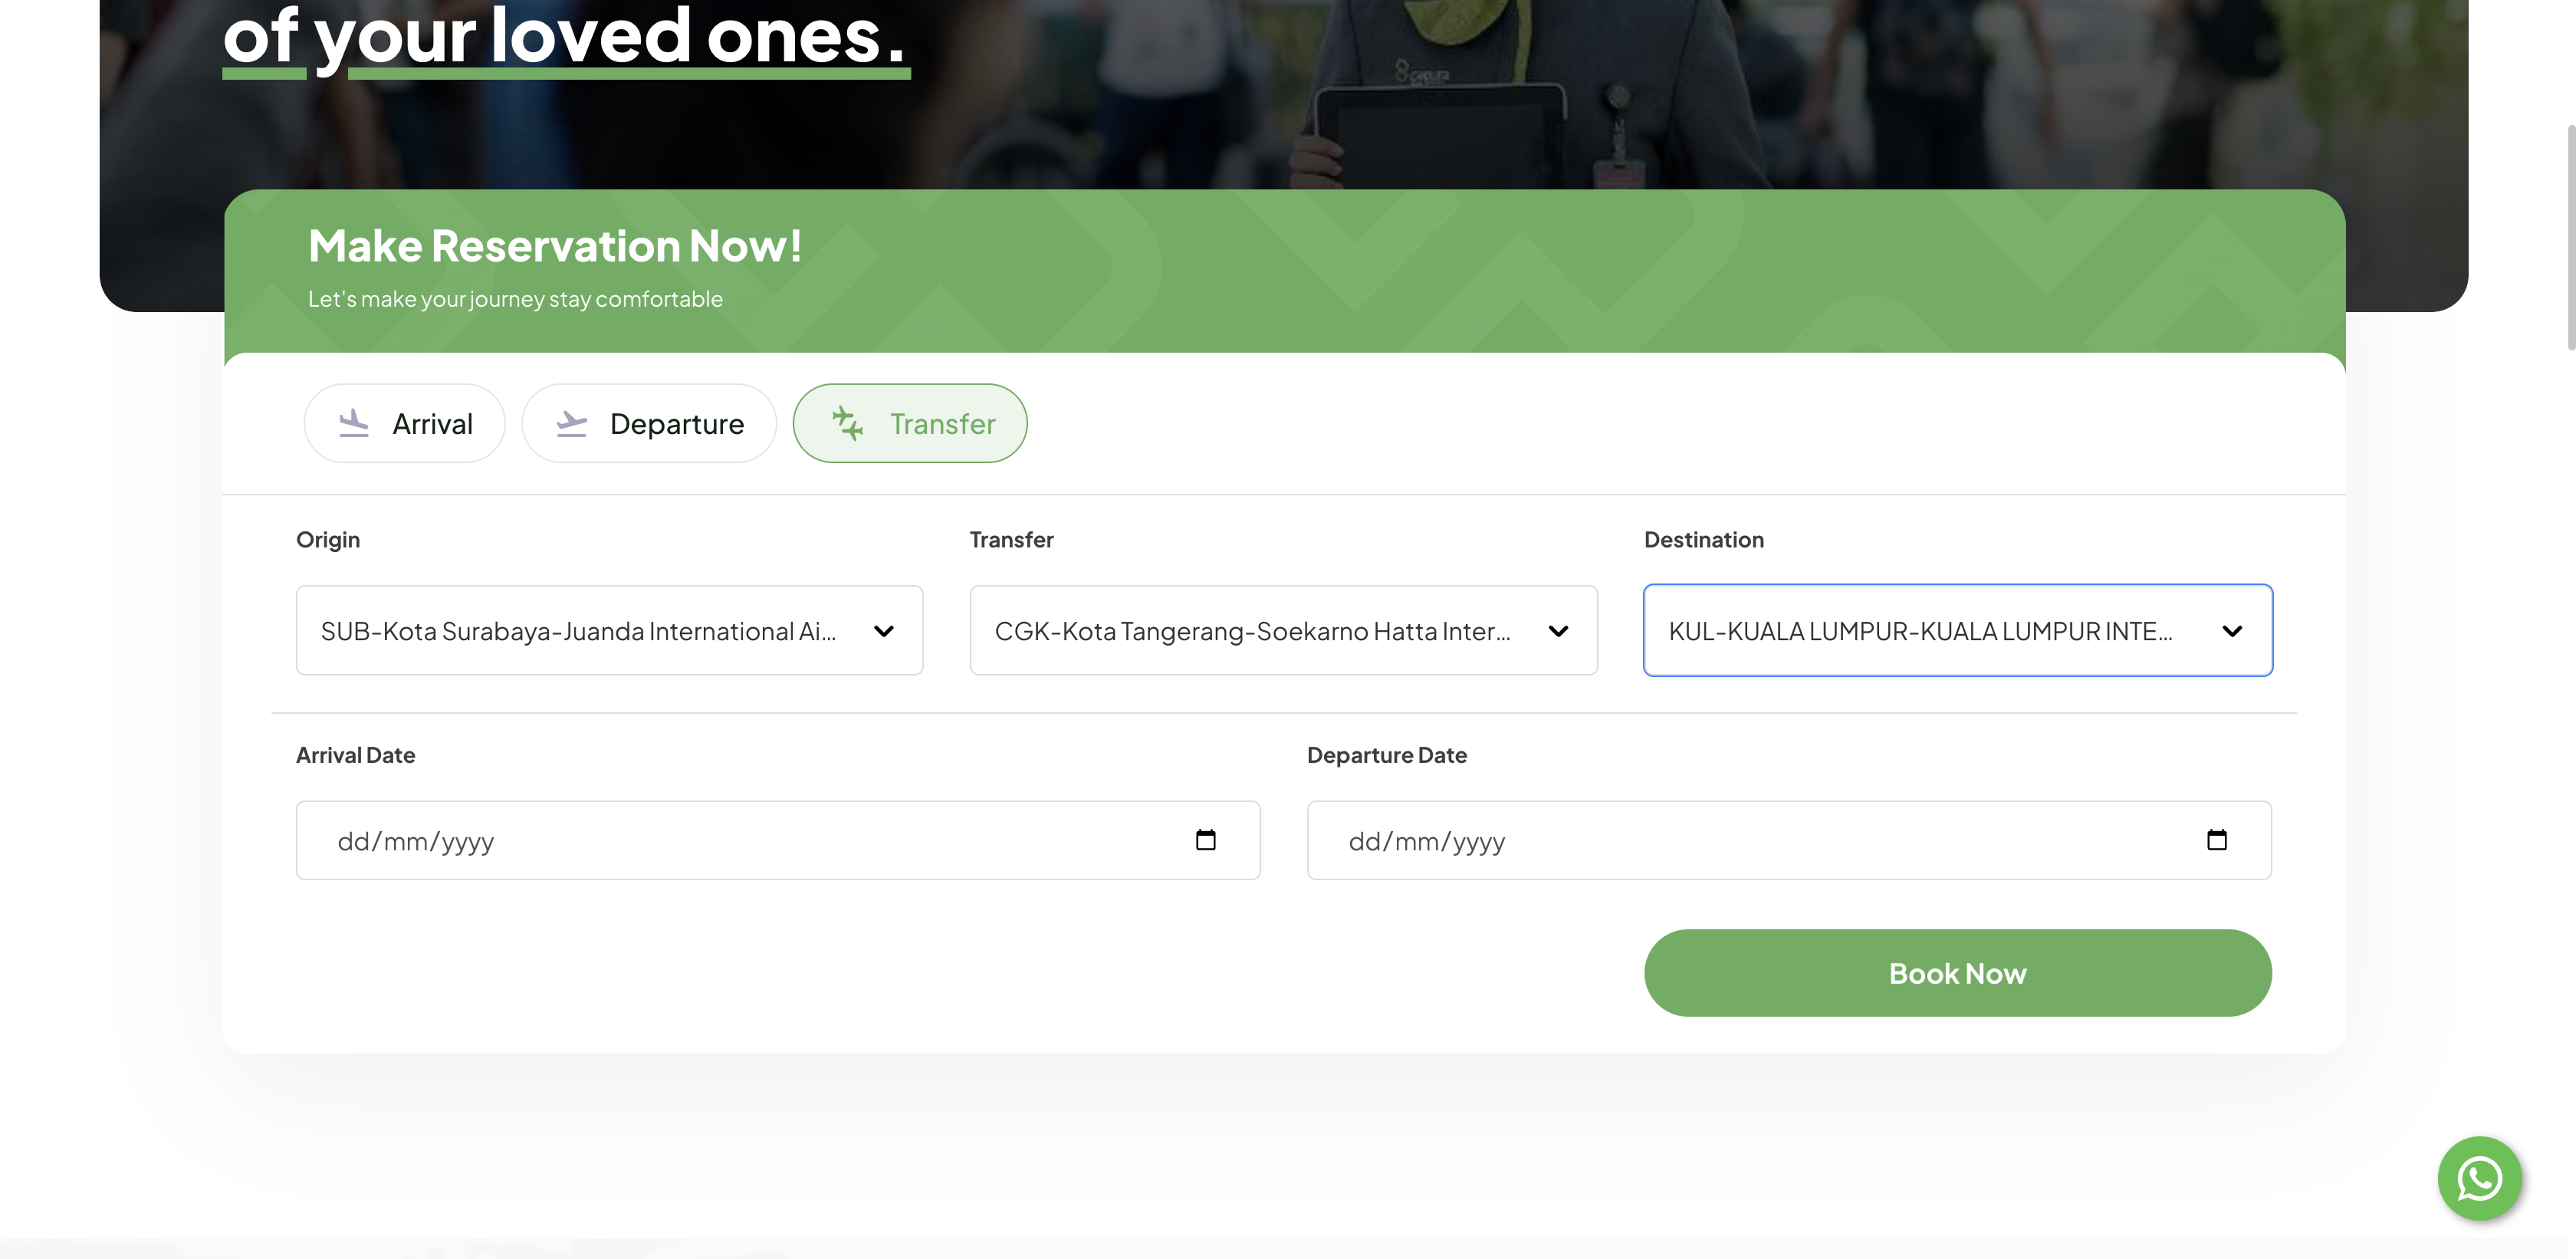 of your loved ones.
gapura
Make Reservation Now!
Let's make your journey stay comfortable
Arrival
Departure
Transfer
Origin
Transfer
Destination
SUB-Kota Surabaya-Juanda International Ai...
CGK-Kota Tangerang-Soekarno Hatta Inter...
KUL-KUALA LUMPUR-KUALA LUMPUR INTE...
Arrival Date
Departure Date
dd/mm/yyyy
dd/mm/yyyy
Book Now